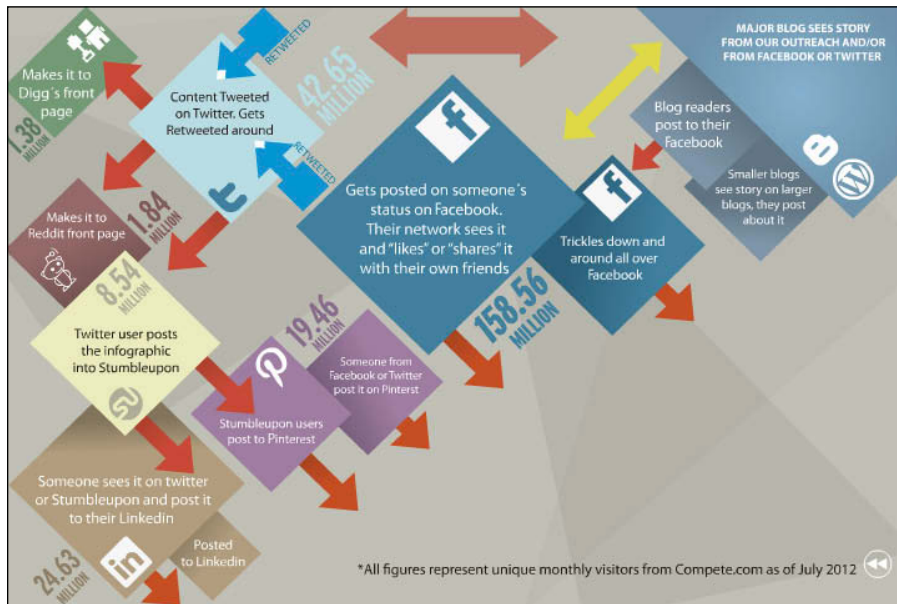 MAJOR BLOG SEES STORY
FROM OUR OUTREACH AND/OR
FROM FACEBOOK OR TWITTER
Makes it to
Digg´s front
page
1.38
MILLION
RETWEETED
Content Tweeted
on Twitter. Gets
Retweeted around
RETWEETED
42.65
MILLION
Blog readers
post to their
Facebook
Smaller blogs
see story on larger
blogs, they post
about it
Gets posted on someone´s
status on Facebook.
Their network sees it
and “likes” or “shares” it
with their own friends
158.56
MILLION
Trickles down and
around all over
Facebook
Makes it to
Reddit front page
1.84
MILLION
8.54
MILLION
Twitter user posts
the infographic
into Stumbleupon
19.46
MILLION
Someone from
Facebook or Twitter
post it on Pinterst
Stumbleupon users
post to Pinterest
Someone sees it on twitter
or Stumbleupon and post it
to their Linkedin
24.63
MILLION
in
Posted
to Linkedin
*All figures represent unique monthly visitors from Compete.com as of July 2012